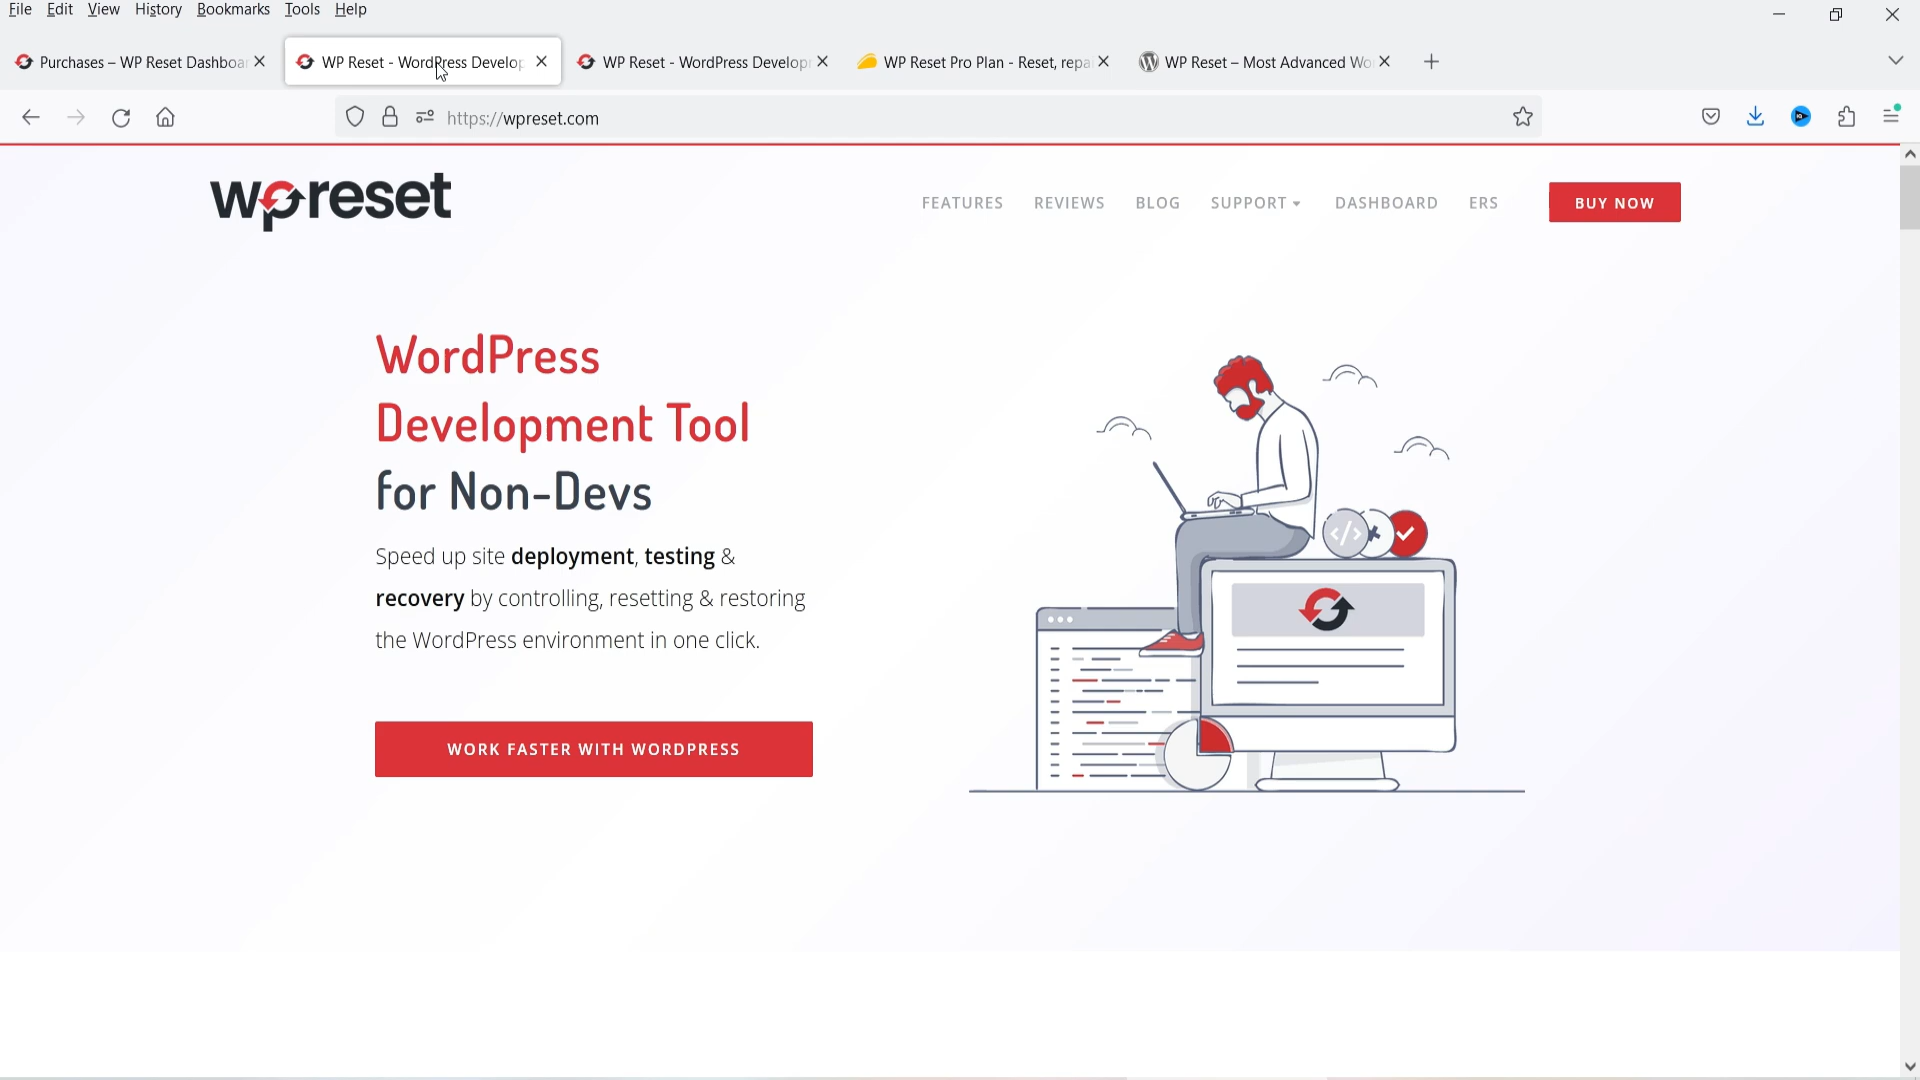 File Edit View History Bookmarks Tools Help
Purchases – WP Reset Dashboa
WP Reset - WordPress Develop
WP Reset - WordPress Develop
WP Reset Pro Plan - Reset, repa
WP Reset – Most Advanced Wo
https://wpreset.com
wpreset
FEATURES REVIEWS BLOG SUPPORT DASHBOARD ERS BUY NOW
WordPress
Development Tool
for Non-Devs
Speed up site deployment, testing &
recovery by controlling, resetting & restoring
the WordPress environment in one click.
WORK FASTER WITH WORDPRESS